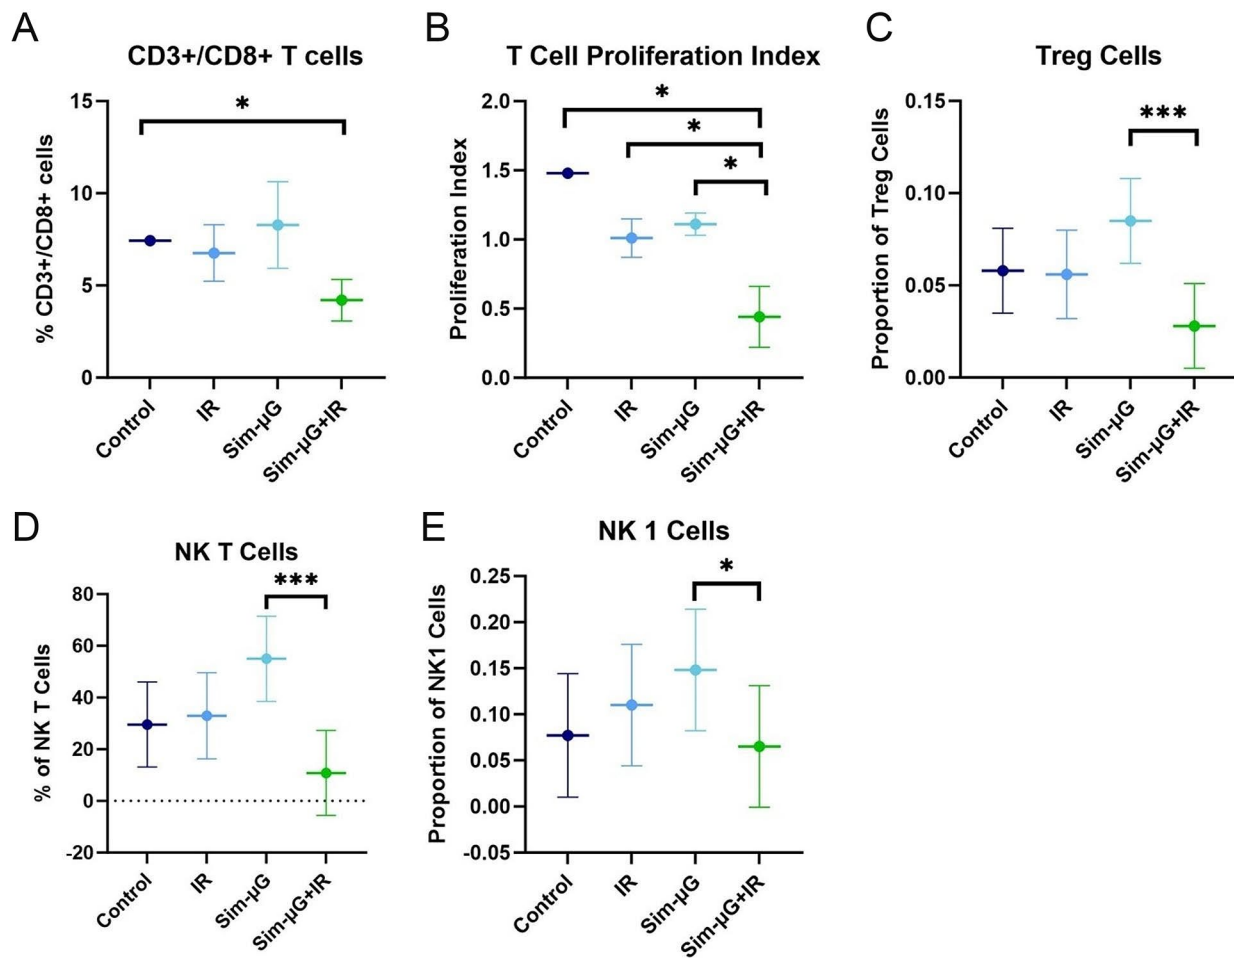 A
CD3+/CD8+ T cells
% CD3+/CD8+ cells
15
10
5
0
*
Control
IR
Sim-µG
Sim-µG+IR
B
T Cell Proliferation Index
Proliferation Index
2.0
1.5
1.0
0.5
0.0
*
*
*
Control
IR
Sim-µG
Sim-µG+IR
C
Treg Cells
Proportion of Treg Cells
0.15
0.10
0.05
0.00
***
Control
IR
Sim-µG
Sim-µG+IR
D
NK T Cells
% of NK T Cells
80
60
40
20
0
-20
***
Control
IR
Sim-µG
Sim-µG+IR
E
NK 1 Cells
Proportion of NK1 Cells
0.25
0.20
0.15
0.10
0.05
0.00
-0.05
*
Control
IR
Sim-µG
Sim-µG+IR